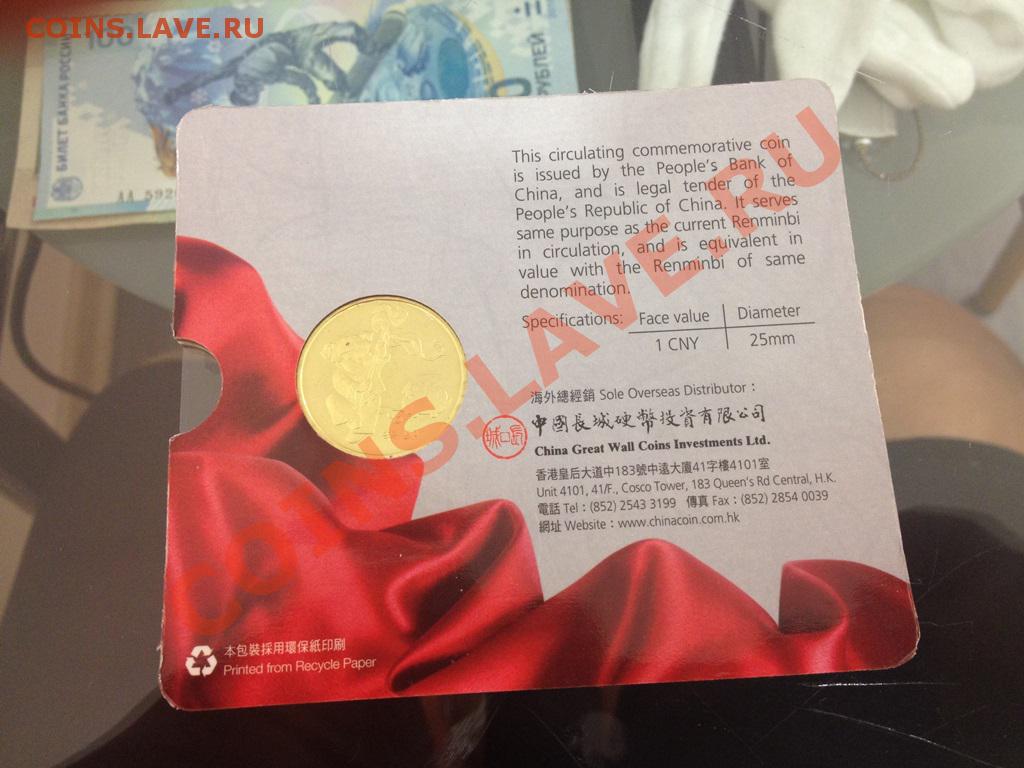 COINS.LAVE.RU
100
БИЛЕТ БАНКА РОССИИ
РУБЛЕЙ
АА 592
This circulating commemorative coin
is issued by the People's Bank of
China, and is legal tender of the
People's Republic of China. It serves
same purpose as the current Renminbi
in circulation, and is equivalent in
value with the Renminbi of same
denomination.
Specifications: Face value Diameter
1 CNY 25mm
海外總經銷 Sole Overseas Distributor：
中國長城硬幣投資有限公司
長城
China Great Wall Coins Investments Ltd.
香港皇后大道中183號中遠大廈41字樓4101室
Unit 4101, 41/F., Cosco Tower, 183 Queen's Rd Central, H.K.
電話 Tel：(852) 2543 3199 傳真 Fax：(852) 2854 0039
網址 Website：www.chinacoin.com.hk
本包裝採用環保紙印刷
Printed from Recycle Paper
COINS.LAVE.RU